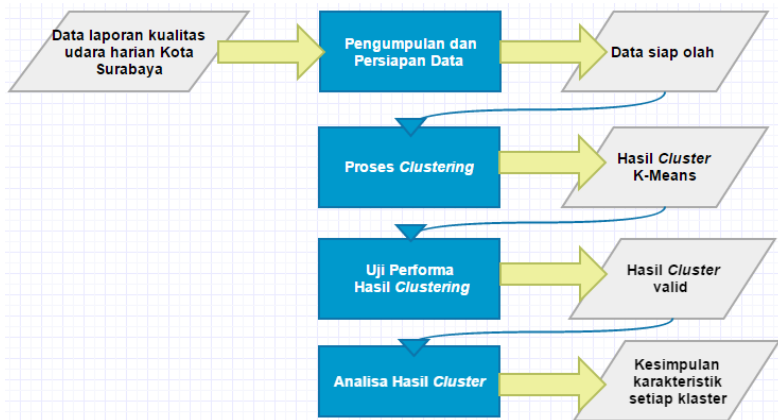 Data laporan kualitas
udara harian Kota
Surabaya
Pengumpulan dan
Persiapan Data
Data siap olah
Proses Clustering
Hasil Cluster
K-Means
Uji Performa
Hasil Clustering
Hasil Cluster
valid
Analisa Hasil Cluster
Kesimpulan
karakteristik
setiap klaster